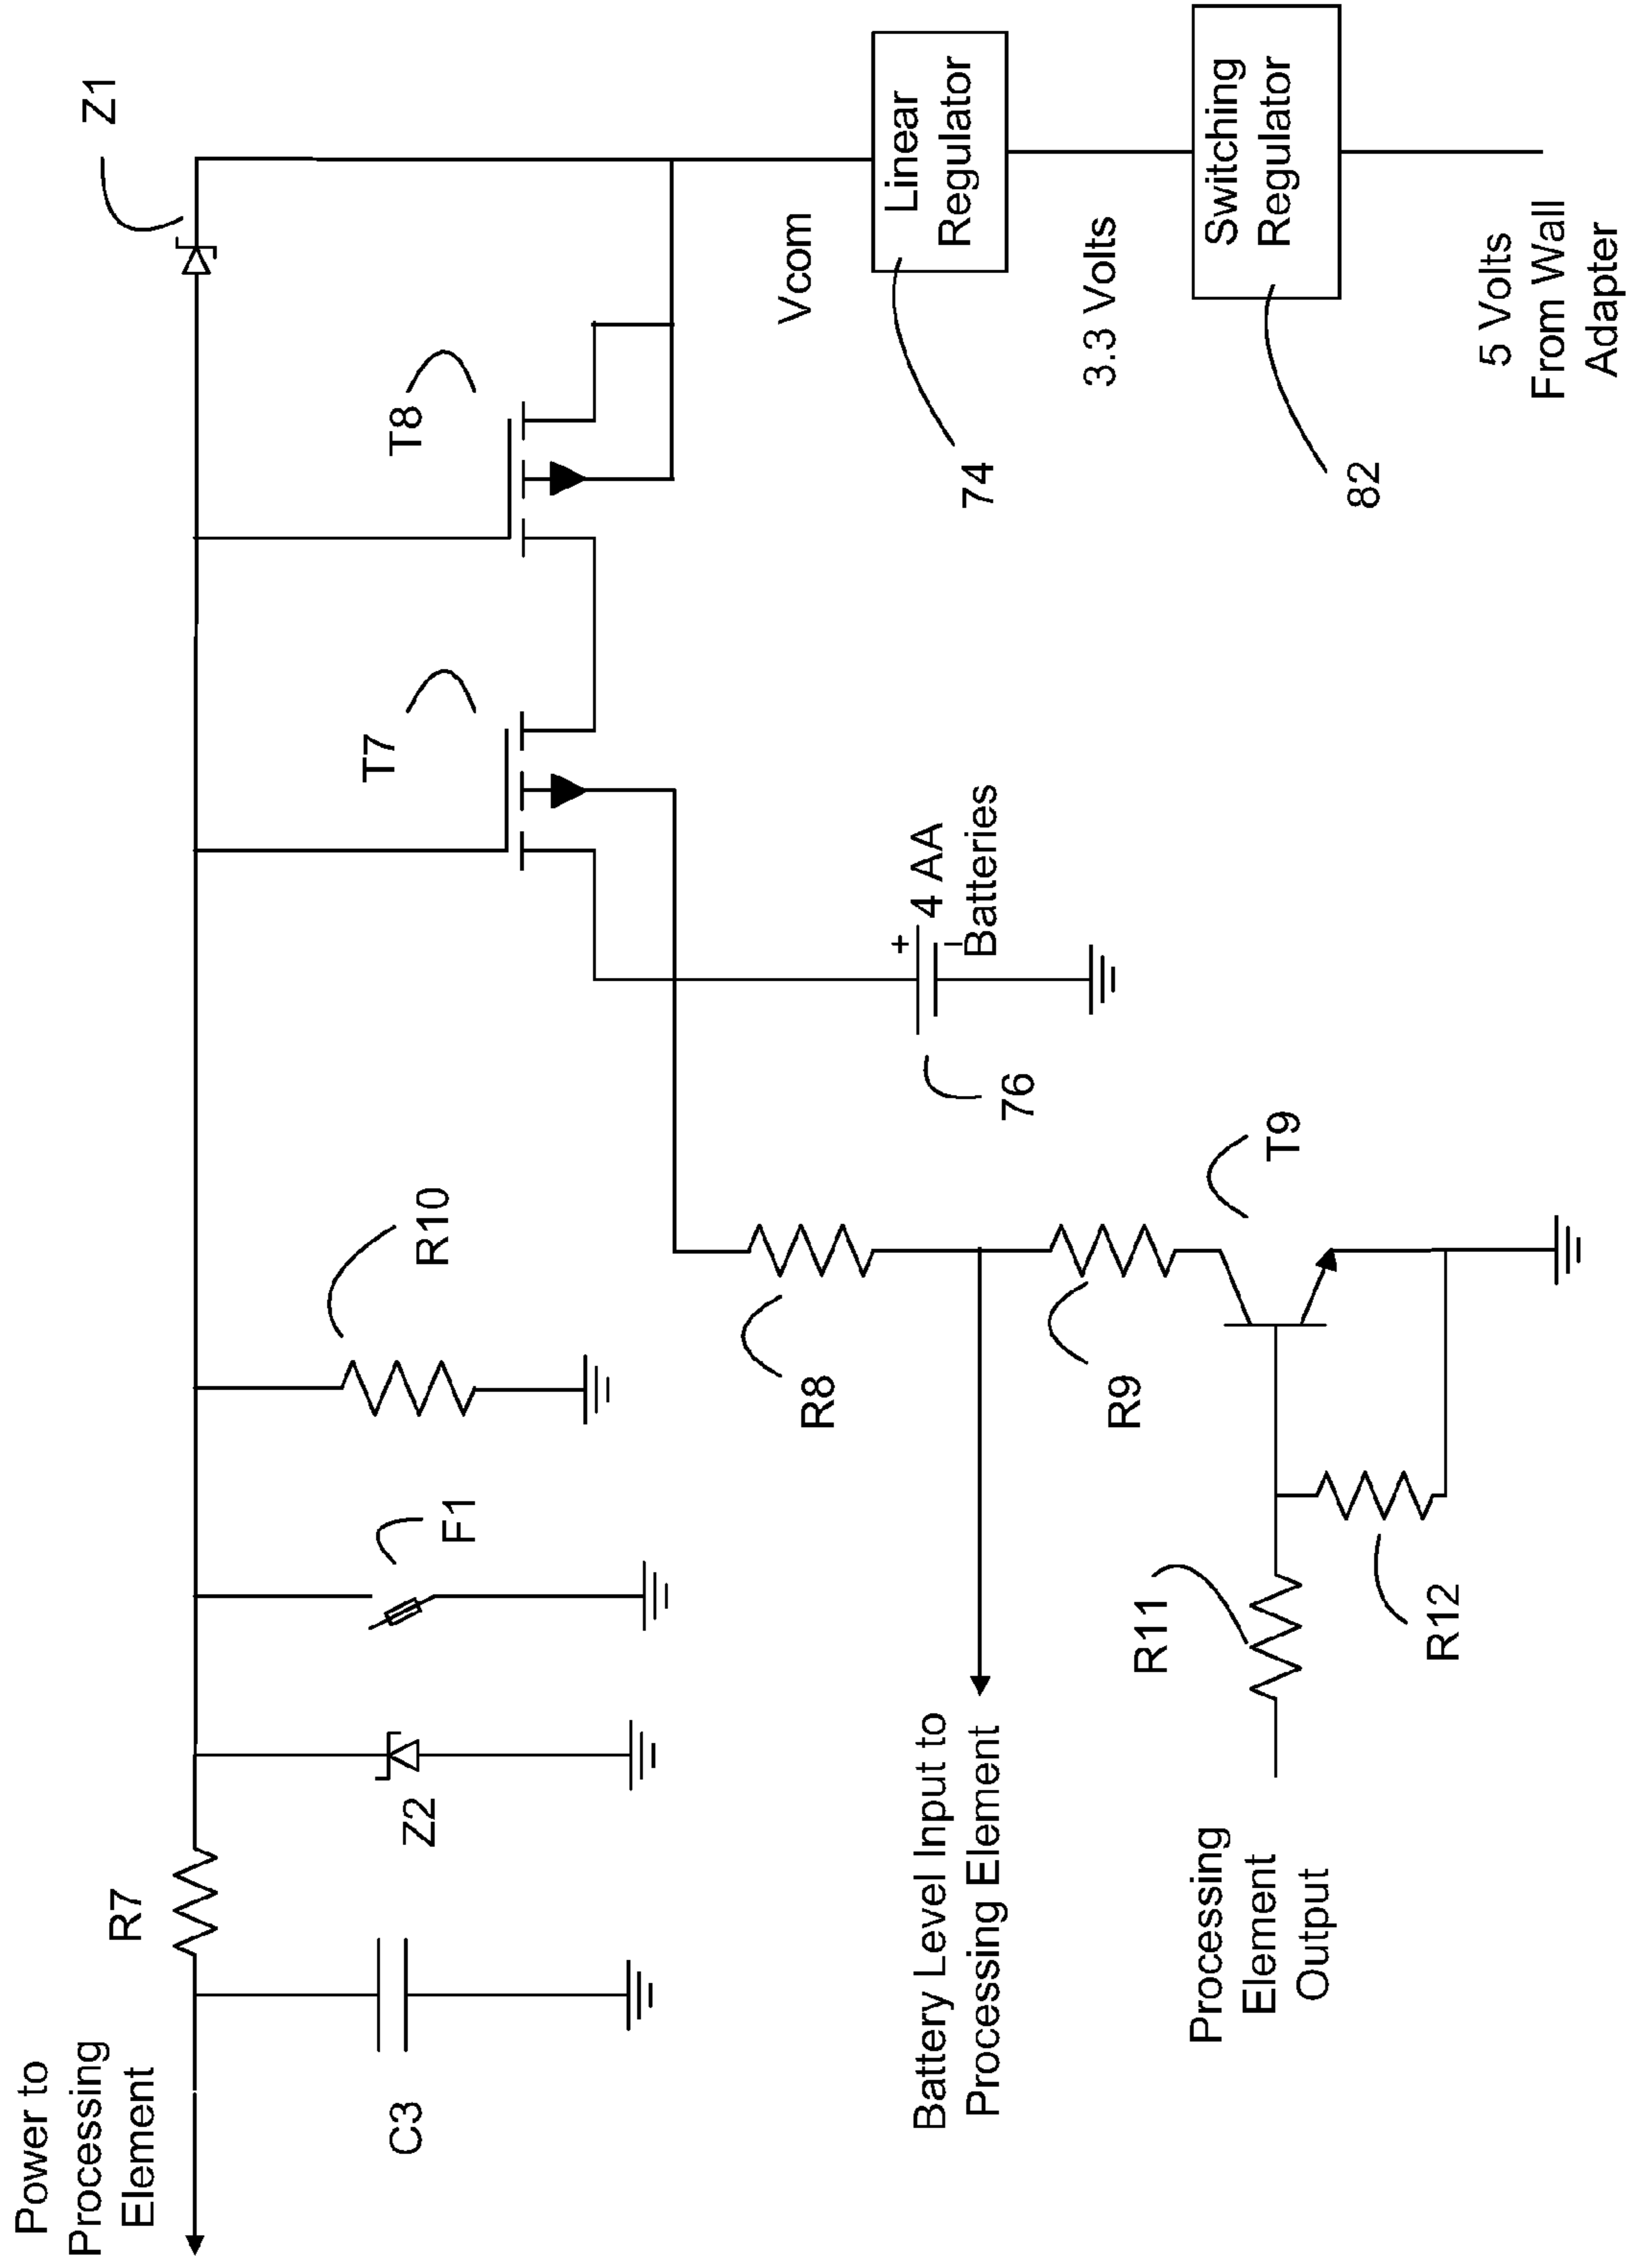 Power to
Processing
Element
R7
C3
Z2
F1
R10
T7
T8
Z1
Battery Level Input to
Processing Element
R8
R9
76
+
4 AA
−
Batteries
Vcom
74
Linear
Regulator
3.3 Volts
82
Switching
Regulator
5 Volts
From Wall
Adapter
Processing
Element
Output
R11
R12
T9